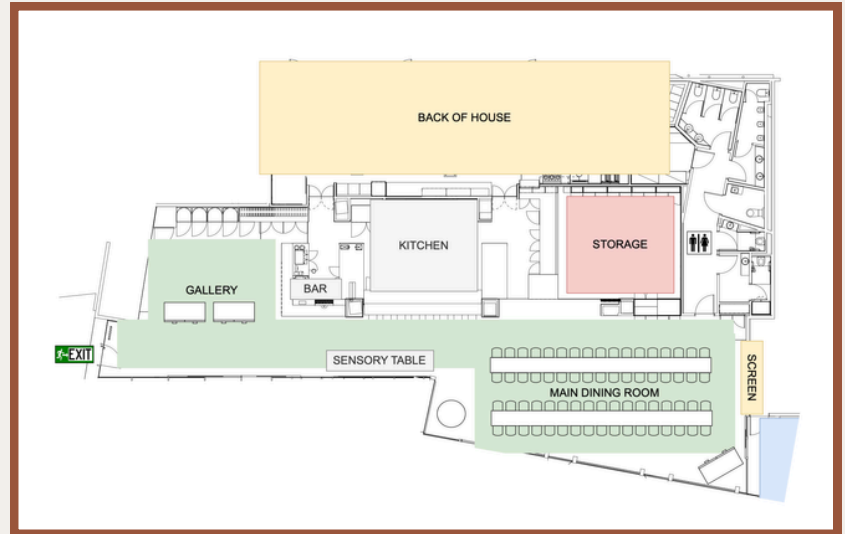 BACK OF HOUSE
KITCHEN
STORAGE
GALLERY
BAR
EXIT
SENSORY TABLE
MAIN DINING ROOM
SCREEN